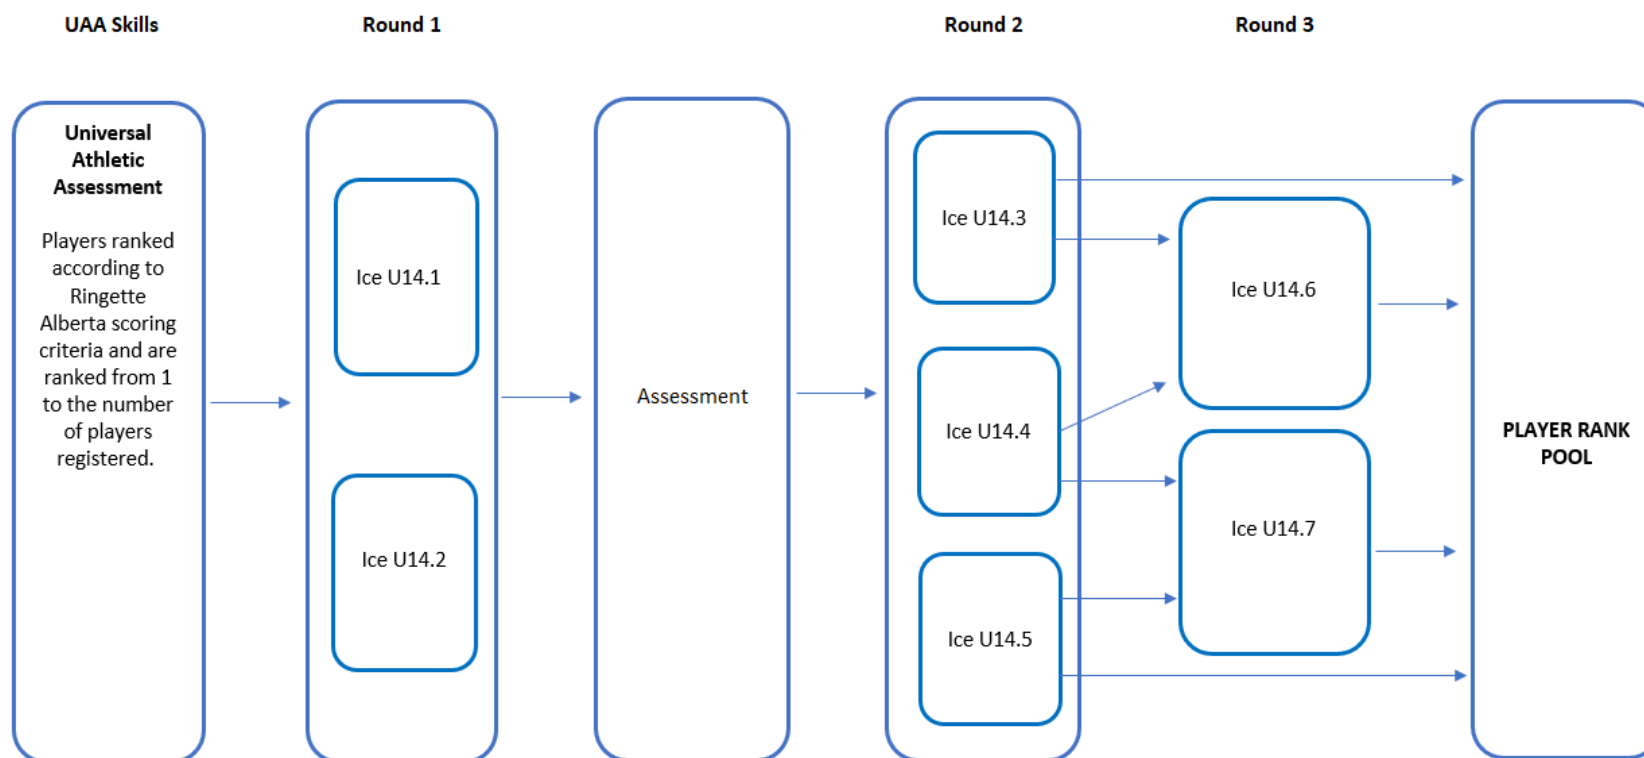 UAA Skills
Round 1
Round 2
Round 3
Universal
Athletic
Assessment
Players ranked
according to
Ringette
Alberta scoring
criteria and are
ranked from 1
to the number
of players
registered.
Ice U14.1
Ice U14.2
Assessment
Ice U14.3
Ice U14.4
Ice U14.5
Ice U14.6
Ice U14.7
PLAYER RANK
POOL